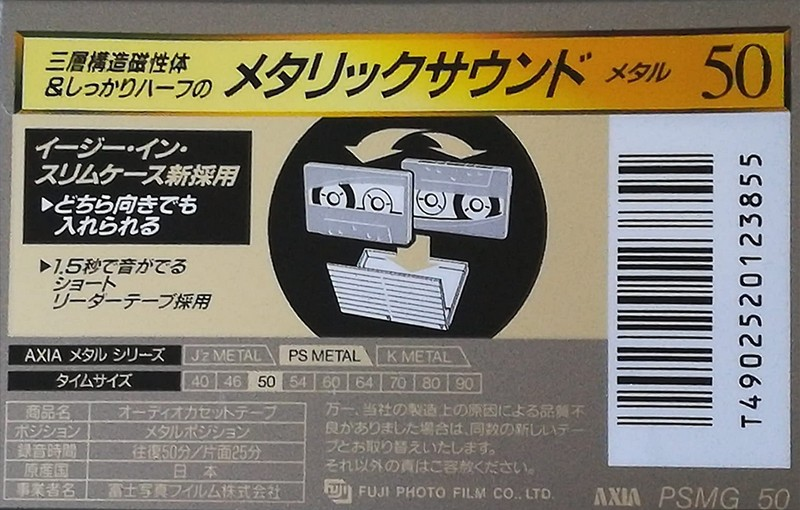 三層構造磁性体
&しっかりハーフの
メタリックサウンド メタル 50
イージー・イン・
スリムケース新採用
▶どちら向きでも
入れられる
▶1.5秒で音がでる
ショート
リーダーテープ採用
AXIA メタル シリーズ J'z METAL PS METAL K METAL
タイムサイズ 40 46 50 54 60 64 70 80 90
商品名 オーディオカセットテープ
ポジション メタルポジション
録音時間 往復50分/片面25分
原産国 日本
事業者名 富士写真フイルム株式会社
万一、当社の製造上の原因による品質不
良がありました場合は、同数の新しいテー
プとお取り替えいたします。
それ以外の責はご容赦ください。
FUJI FUJI PHOTO FILM CO., LTD.
T4902520123855
AXIA PSMG 50